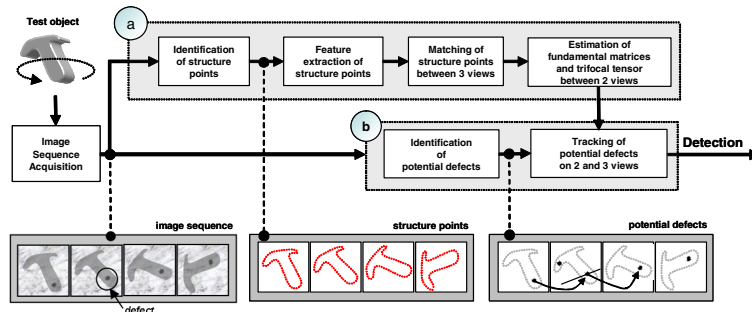 Test object
a
Identification
of structure
points
Feature
extraction of
structure points
Matching of
structure points
between 3 views
Estimation of
fundamental matrices
and trifocal tensor
between 2 views
b
Image
Sequence
Acquisition
Identification
of
potential defects
Tracking of
potential defects
on 2 and 3 views
Detection
image sequence
structure points
potential defects
defect